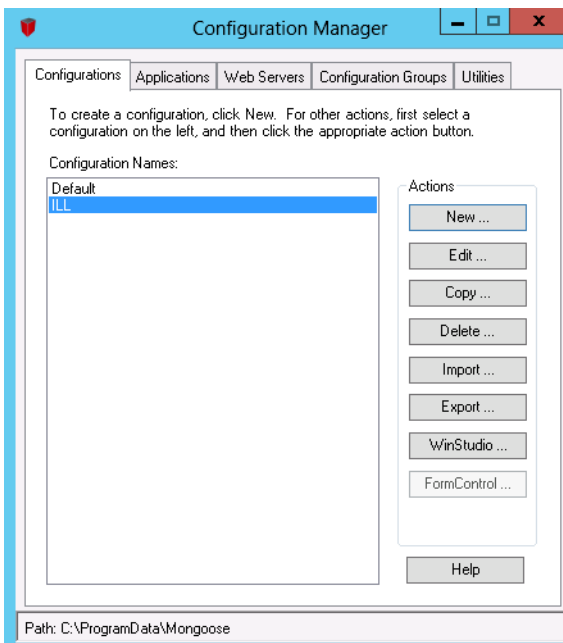 Configuration Manager
Configurations Applications Web Servers Configuration Groups Utilities
To create a configuration, click New. For other actions, first select a
configuration on the left, and then click the appropriate action button.
Configuration Names:
Default
ILL
Actions
New ...
Edit ...
Copy ...
Delete ...
Import ...
Export ...
WinStudio ...
FormControl ...
Help
Path: C:\ProgramData\Mongoose